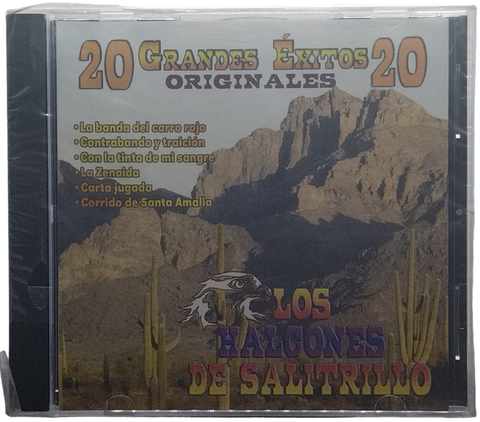 20 GRANDES ÉXITOS 20
ORIGINALES
• La banda del carro rojo
• Contrabando y traición
• Con la tinta de mi sangre
• La Zenaida
• Carta jugada
• Corrido de Santa Amalia
LOS
HALCONES
DE SALITRILLO